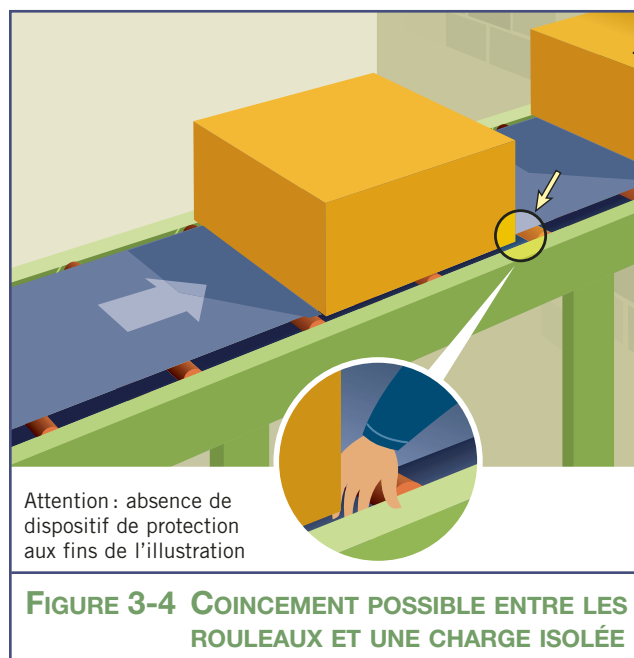 Attention : absence de
dispositif de protection
aux fins de l'illustration
FIGURE 3-4 COINCEMENT POSSIBLE ENTRE LES
ROULEAUX ET UNE CHARGE ISOLÉE